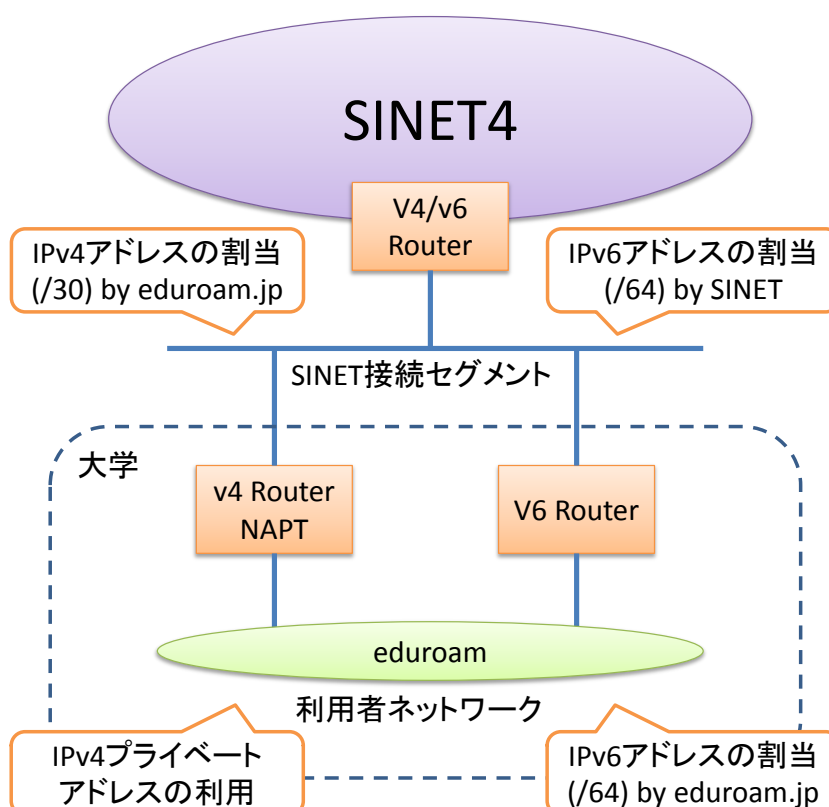 SINET4
V4/v6
Router
IPv4アドレスの割当
(/30) by eduroam.jp
IPv6アドレスの割当
(/64) by SINET
SINET接続セグメント
大学
v4 Router
NAPT
V6 Router
eduroam
利用者ネットワーク
IPv4プライベート
アドレスの利用
IPv6アドレスの割当
(/64) by eduroam.jp